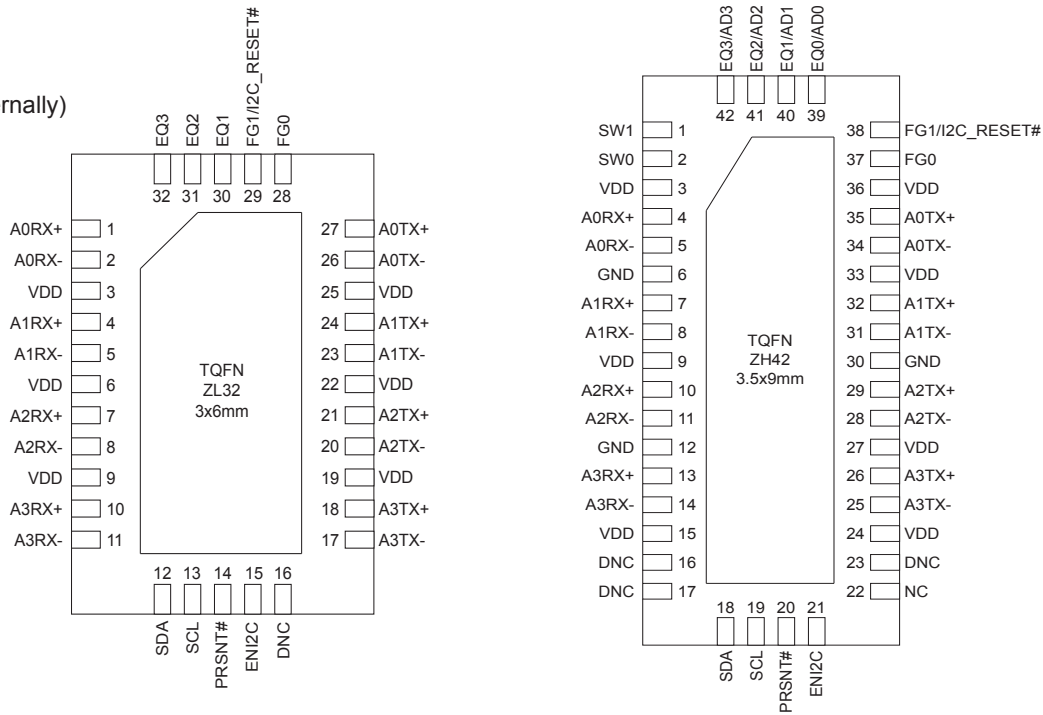 rnally)
EQ3
EQ2
EQ1
FG1/I2C_RESET#
FG0
32 31 30 29 28
A0RX+ 1
A0RX- 2
VDD 3
A1RX+ 4
A1RX- 5
VDD 6
A2RX+ 7
A2RX- 8
VDD 9
A3RX+ 10
A3RX- 11
TQFN
ZL32
3x6mm
27 A0TX+
26 A0TX-
25 VDD
24 A1TX+
23 A1TX-
22 VDD
21 A2TX+
20 A2TX-
19 VDD
18 A3TX+
17 A3TX-
12 13 14 15 16
SDA
SCL
PRSNT#
ENI2C
DNC
EQ3/AD3
EQ2/AD2
EQ1/AD1
EQ0/AD0
42 41 40 39
SW1 1
SW0 2
VDD 3
A0RX+ 4
A0RX- 5
GND 6
A1RX+ 7
A1RX- 8
VDD 9
A2RX+ 10
A2RX- 11
GND 12
A3RX+ 13
A3RX- 14
VDD 15
DNC 16
DNC 17
TQFN
ZH42
3.5x9mm
38 FG1/I2C_RESET#
37 FG0
36 VDD
35 A0TX+
34 A0TX-
33 VDD
32 A1TX+
31 A1TX-
30 GND
29 A2TX+
28 A2TX-
27 VDD
26 A3TX+
25 A3TX-
24 VDD
23 DNC
22 NC
18 19 20 21
SDA
SCL
PRSNT#
ENI2C